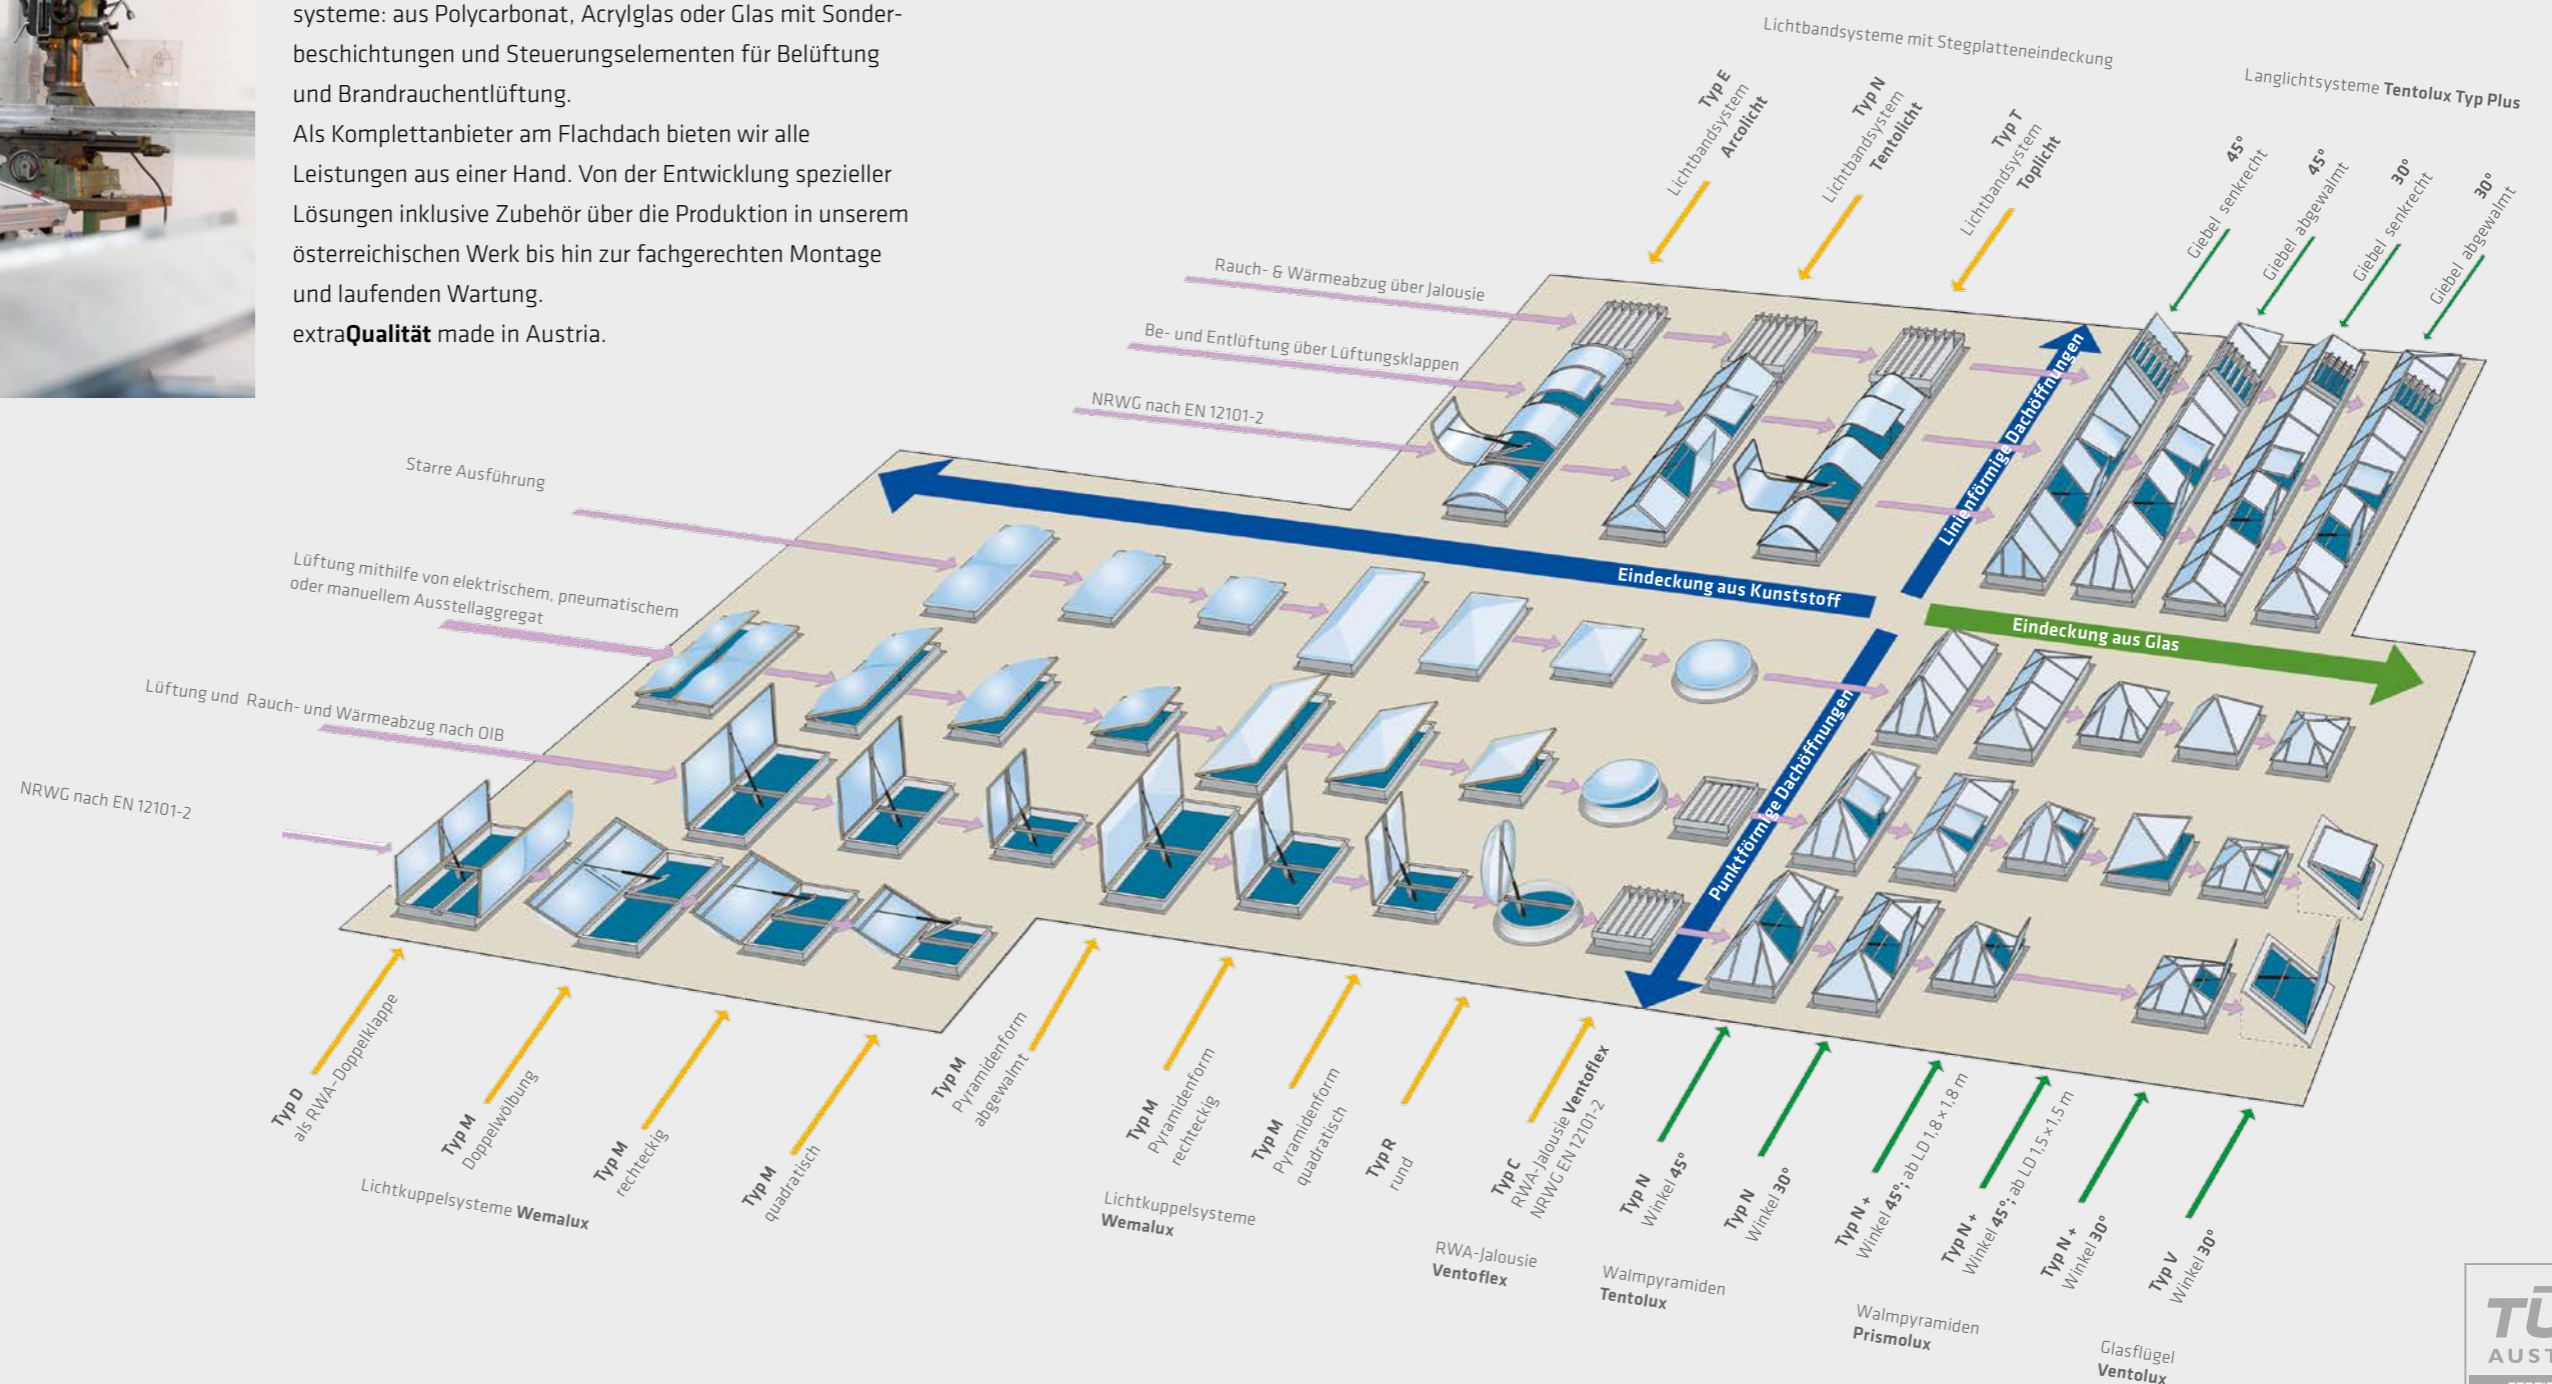 systeme: aus Polycarbonat, Acrylglas oder Glas mit Sonder-
beschichtungen und Steuerungselementen für Belüftung
und Brandrauchentlüftung.
Als Komplettanbieter am Flachdach bieten wir alle
Leistungen aus einer Hand. Von der Entwicklung spezieller
Lösungen inklusive Zubehör über die Produktion in unserem
österreichischen Werk bis hin zur fachgerechten Montage
und laufenden Wartung.
extraQualität made in Austria.
Lichtbandsysteme mit Stegplatteneindeckung
Langlichtsysteme Tentolux Typ Plus
Typ E
Lichtbandsystem
Arcolicht
Typ N
Lichtbandsystem
Tentolicht
Typ T
Lichtbandsystem
Toplicht
45°
Giebel senkrecht
45°
Giebel abgewalmt
30°
Giebel senkrecht
30°
Giebel abgewalmt
Rauch- & Wärmeabzug über Jalousie
Be- und Entlüftung über Lüftungsklappen
NRWG nach EN 12101-2
Starre Ausführung
Lüftung mithilfe von elektrischem, pneumatischem
oder manuellem Ausstellaggregat
Lüftung und Rauch- und Wärmeabzug nach OIB
NRWG nach EN 12101-2
Linienförmige Dachöffnungen
Eindeckung aus Kunststoff
Eindeckung aus Glas
Punktförmige Dachöffnungen
Typ D
als RWA-Doppelklappe
Typ M
Doppelwölbung
Typ M
rechteckig
Typ M
quadratisch
Lichtkuppelsysteme Wemalux
Typ M
Pyramidenform
abgewalmt
Typ M
Pyramidenform
rechteckig
Typ M
Pyramidenform
quadratisch
Typ R
rund
Lichtkuppelsysteme
Wemalux
Typ C
RWA-Jalousie Ventoflex
NRWG EN 12101-2
RWA-Jalousie
Ventoflex
Typ N
Winkel 45°
Typ N
Winkel 30°
Walmpyramiden
Tentolux
Typ N +
Winkel 45°; ab LD 1,8 × 1,8 m
Typ N +
Winkel 45°; ab LD 1,5 × 1,5 m
Typ N +
Winkel 30°
Walmpyramiden
Prismolux
Typ V
Winkel 30°
Glasflügel
Ventolux
TÜ
AUST